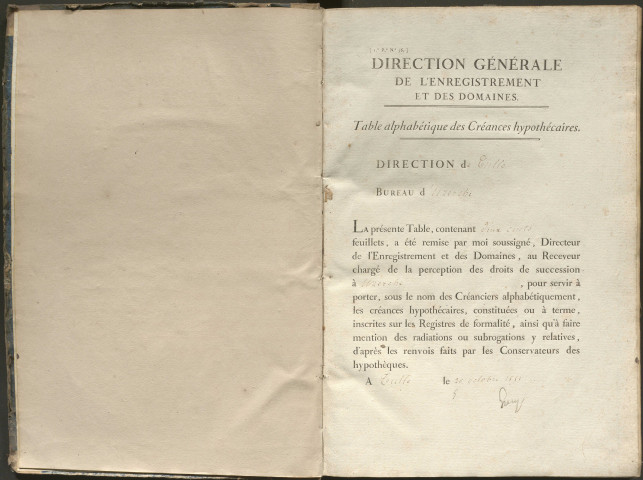 DIRECTION GÉNÉRALE
DE L'ENREGISTREMENT
ET DES DOMAINES.
Table alphabétique des Créances hypothécaires.
DIRECTION d
BUREAU d
LA présente Table, contenant
feuillets, a été remise par moi soussigné, Directeur
de l'Enregistrement et des Domaines, au Receveur
chargé de la perception des droits de succession
à , pour servir à
porter, sous le nom des Créanciers alphabétiquement,
les créances hypothécaires, constituées ou à terme,
inscrites sur les Registres de formalité, ainsi qu'à faire
mention des radiations ou subrogations y relatives,
d'après les renvois faits par les Conservateurs des
hypothèques.
A le